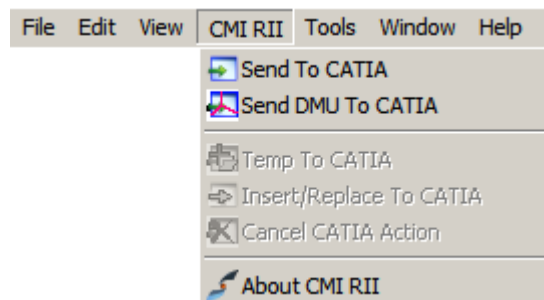 File Edit View CMI RII Tools Window Help
Send To CATIA
Send DMU To CATIA
Temp To CATIA
Insert/Replace To CATIA
Cancel CATIA Action
About CMI RII